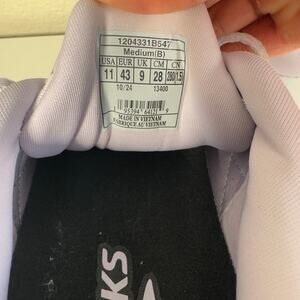 1204331B547
Medium(B)
USA EUR UK CM CN
11 43 9 28 280(1.5)
10/24 13400
MADE IN VIETNAM
FABRIQUE AU VIETNAM